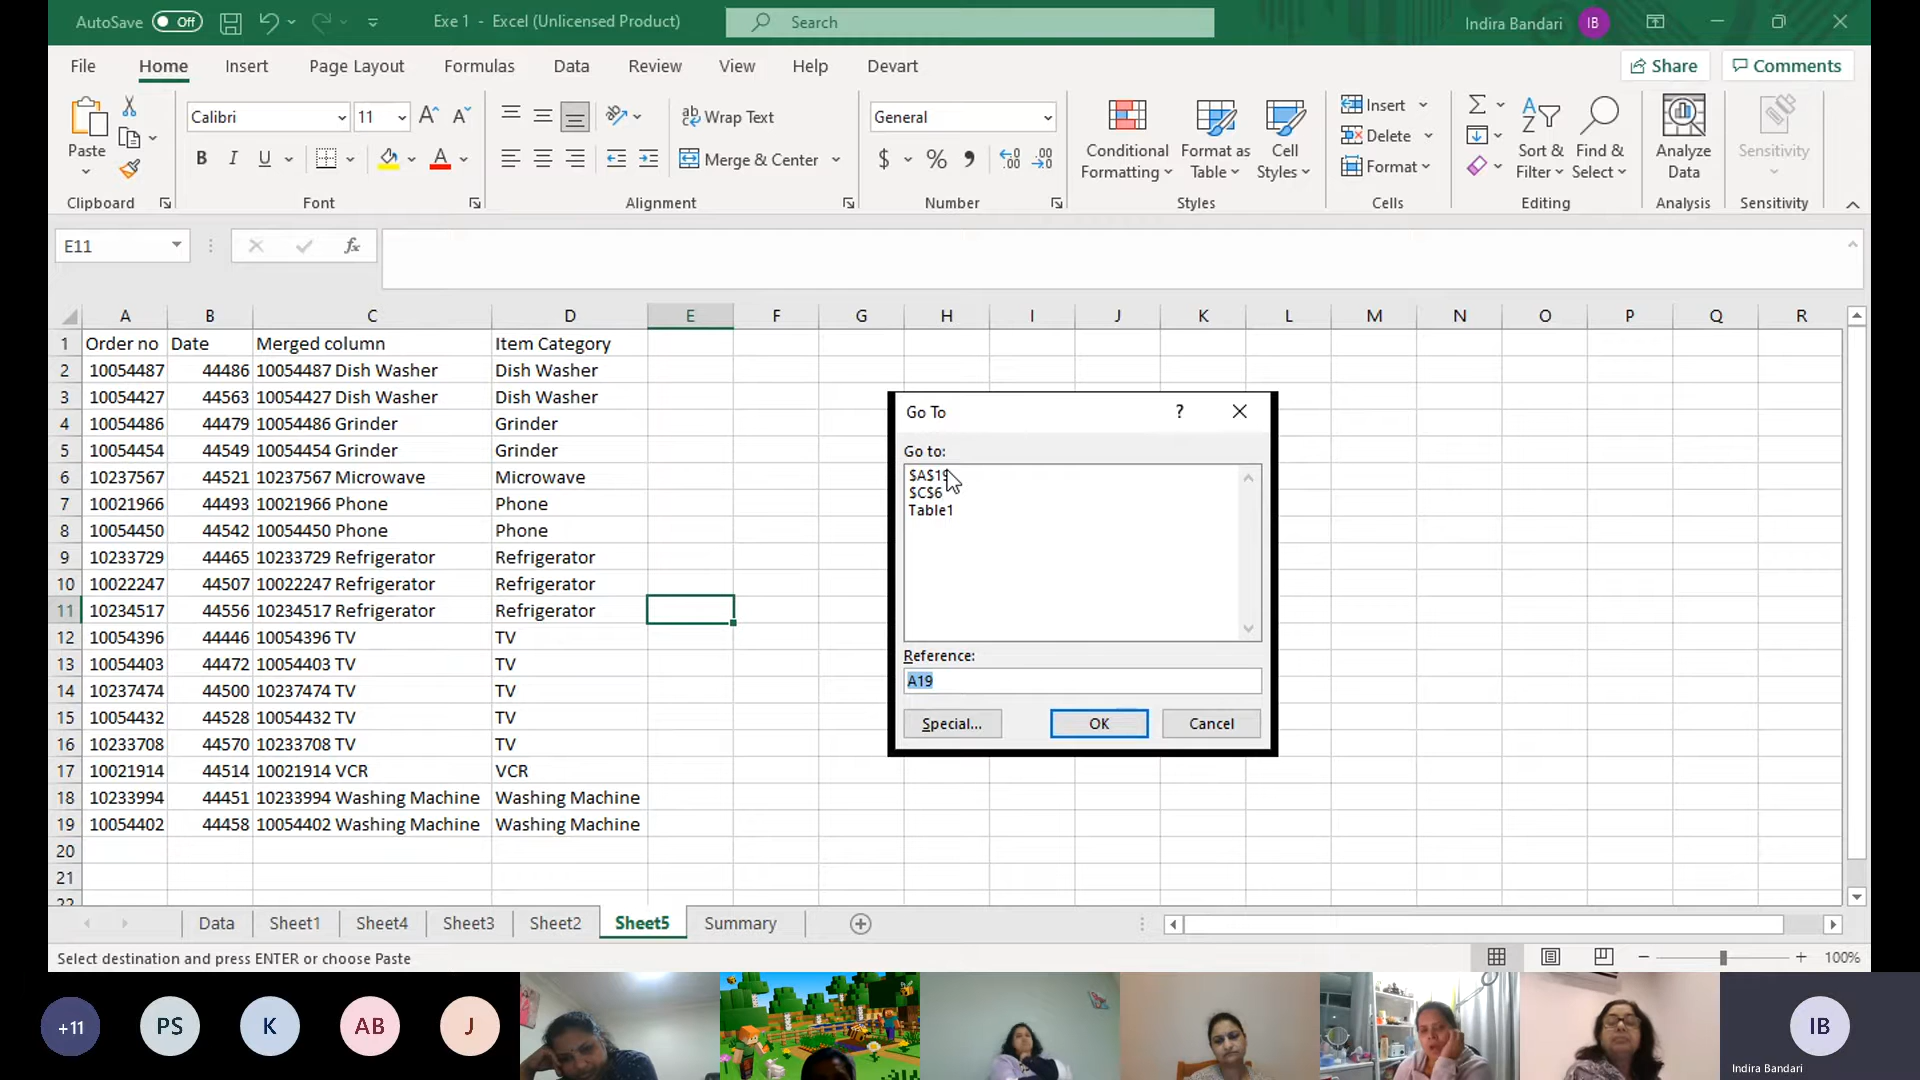 AutoSave Off Exe 1 - Excel (Unlicensed Product) Search Indira Bandari IB
File Home Insert Page Layout Formulas Data Review View Help Devart Share Comments
Calibri 11 Wrap Text General Insert
Paste B I U Merge & Center $ % Conditional Formatting Format as Table Cell Styles Delete Format Sort & Filter Find & Select Analyze Data Sensitivity
Clipboard Font Alignment Number Styles Cells Editing Analysis Sensitivity
E11 fx
A B C D E F G H I J K L M N O P Q R
1 Order no Date Merged column Item Category
2 10054487 44486 10054487 Dish Washer Dish Washer
3 10054427 44563 10054427 Dish Washer Dish Washer
4 10054486 44479 10054486 Grinder Grinder
5 10054454 44549 10054454 Grinder Grinder
6 10237567 44521 10237567 Microwave Microwave
7 10021966 44493 10021966 Phone Phone
8 10054450 44542 10054450 Phone Phone
9 10233729 44465 10233729 Refrigerator Refrigerator
10 10022247 44507 10022247 Refrigerator Refrigerator
11 10234517 44556 10234517 Refrigerator Refrigerator
12 10054396 44446 10054396 TV TV
13 10054403 44472 10054403 TV TV
14 10237474 44500 10237474 TV TV
15 10054432 44528 10054432 TV TV
16 10233708 44570 10233708 TV TV
17 10021914 44514 10021914 VCR VCR
18 10233994 44451 10233994 Washing Machine Washing Machine
19 10054402 44458 10054402 Washing Machine Washing Machine
20
21
22
Go To ?
Go to:
$A$19
$C$6
Table1
Reference:
A19
Special... OK Cancel
Data Sheet1 Sheet4 Sheet3 Sheet2 Sheet5 Summary
Select destination and press ENTER or choose Paste 100%
+11 PS K AB J IB
Indira Bandari